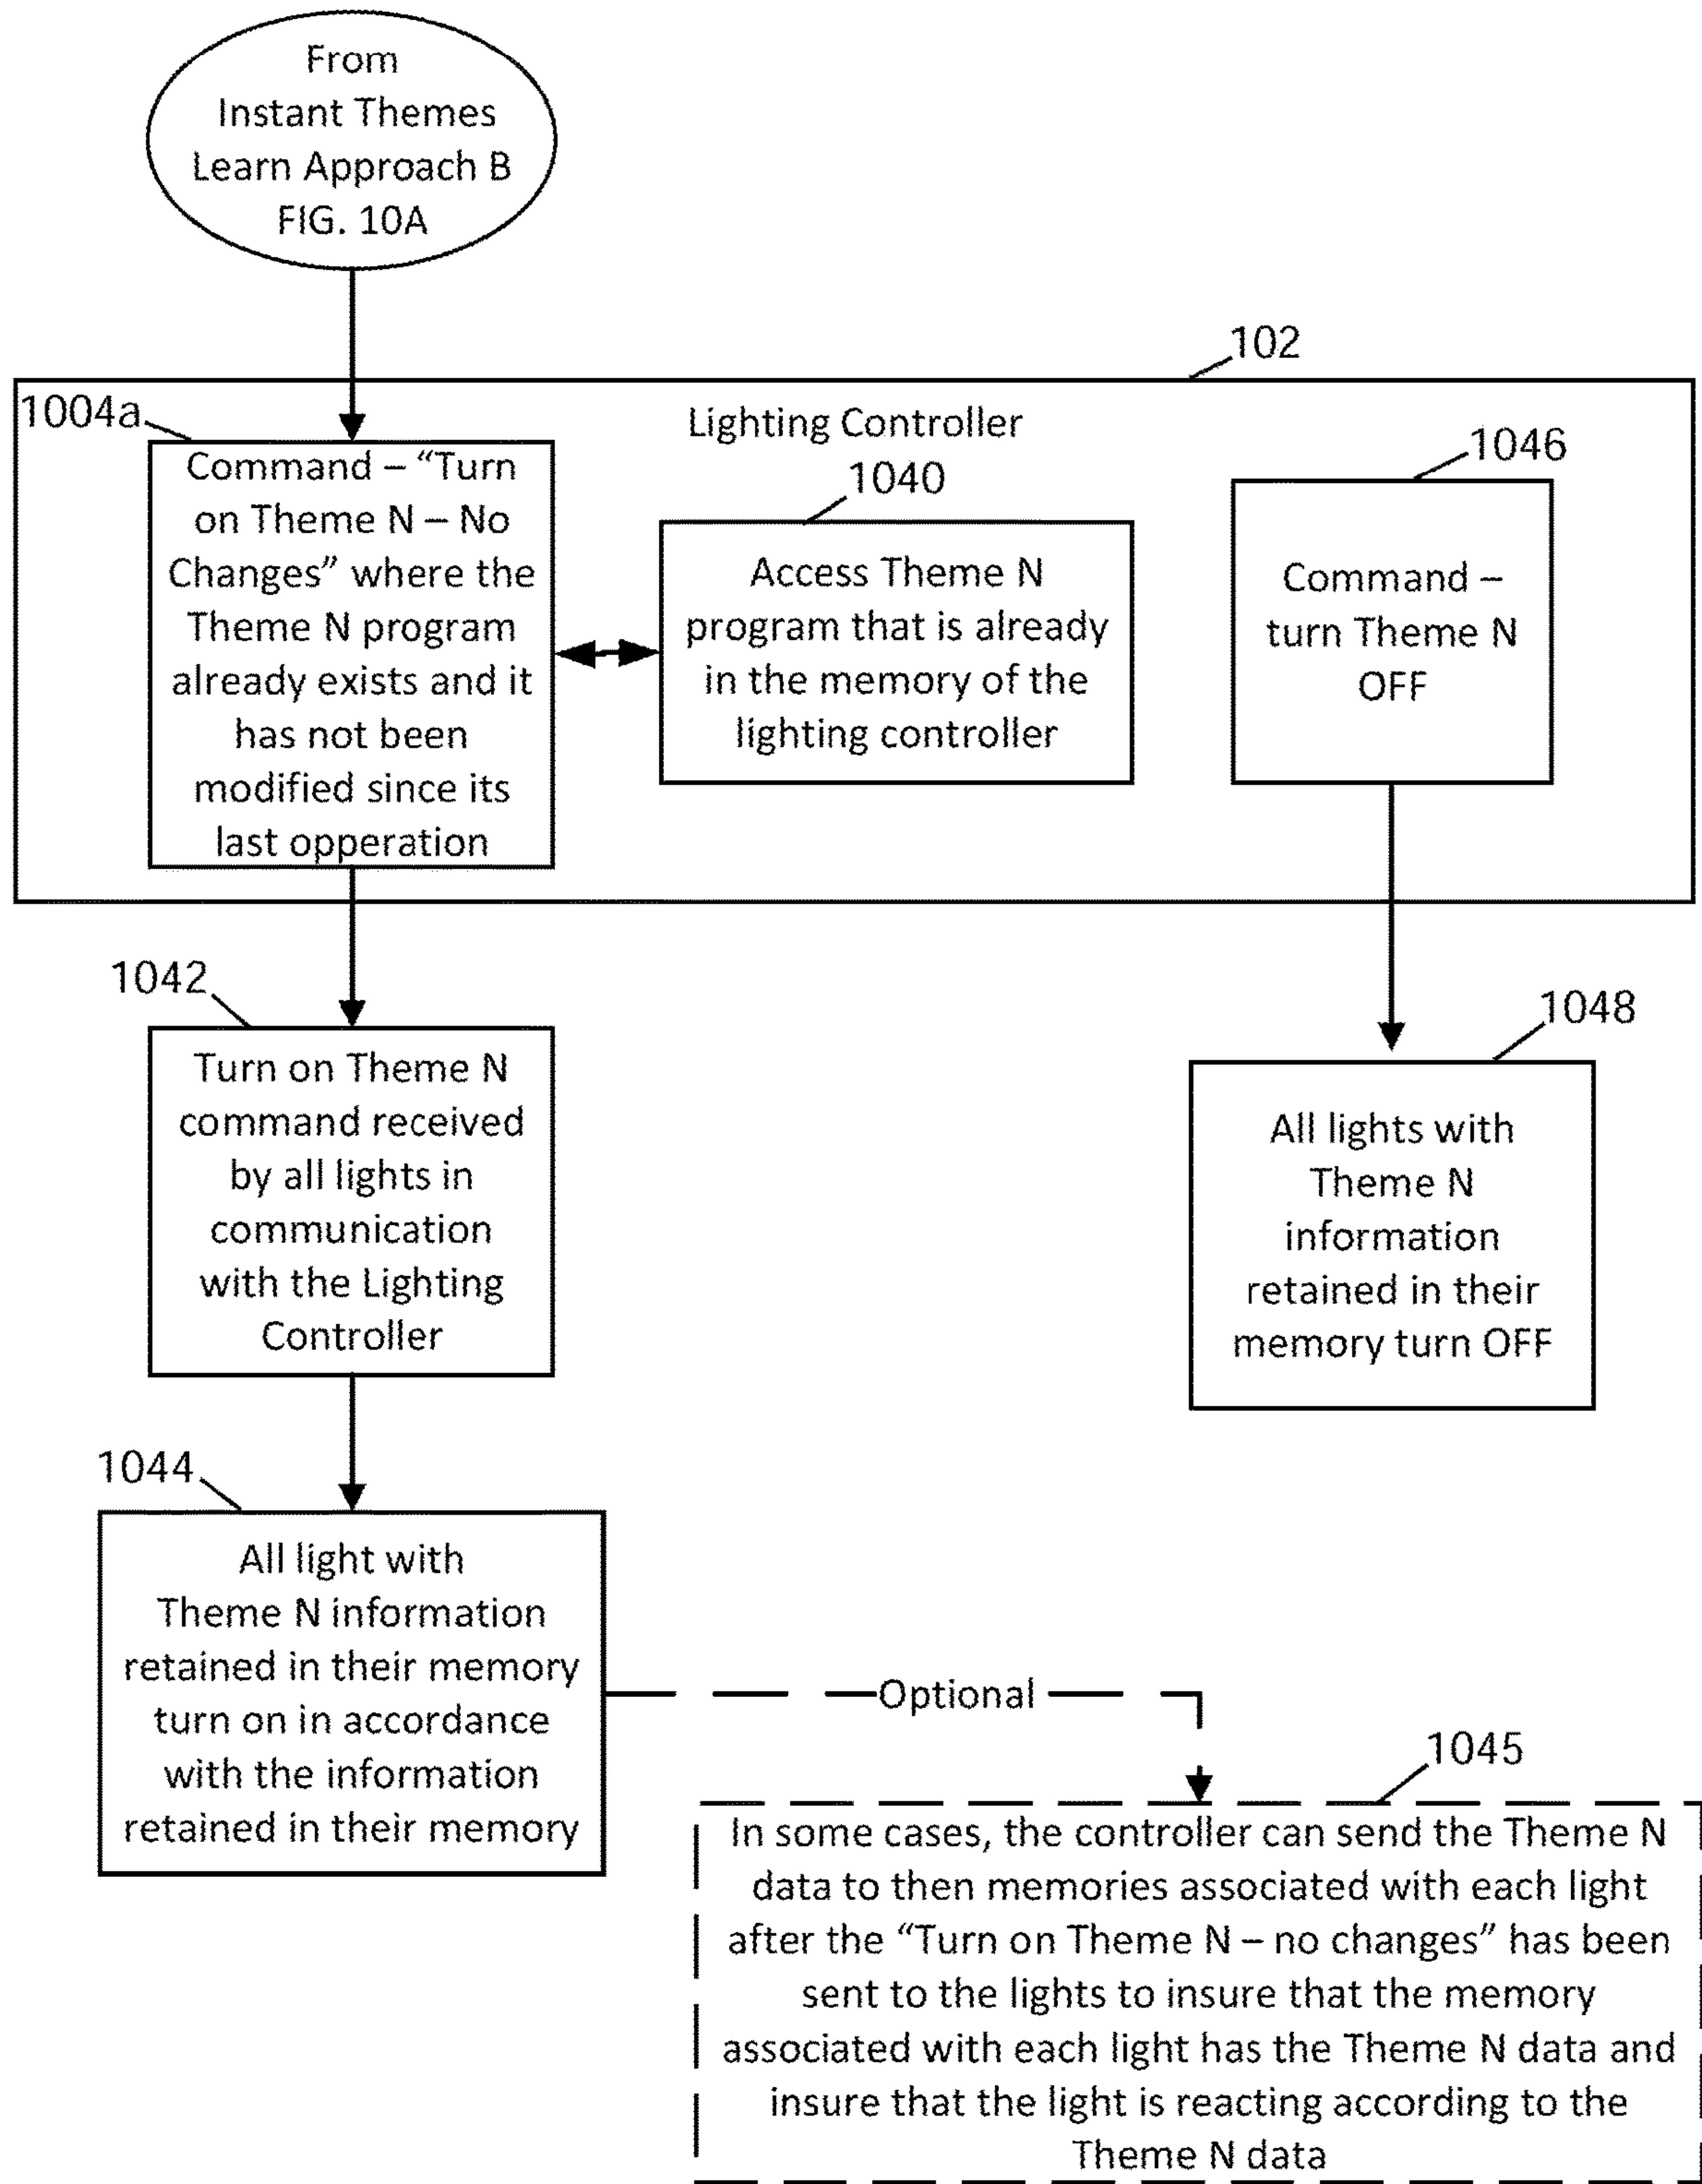 From
Instant Themes
Learn Approach B
FIG. 10A
102
1004a
Lighting Controller
Command – “Turn
on Theme N – No
Changes” where the
Theme N program
already exists and it
has not been
modified since its
last opperation
1040
Access Theme N
program that is already
in the memory of the
lighting controller
1046
Command –
turn Theme N
OFF
1042
Turn on Theme N
command received
by all lights in
communication
with the Lighting
Controller
1048
All lights with
Theme N
information
retained in their
memory turn OFF
1044
All light with
Theme N information
retained in their memory
turn on in accordance
with the information
retained in their memory
Optional
1045
In some cases, the controller can send the Theme N
data to then memories associated with each light
after the “Turn on Theme N – no changes” has been
sent to the lights to insure that the memory
associated with each light has the Theme N data and
insure that the light is reacting according to the
Theme N data